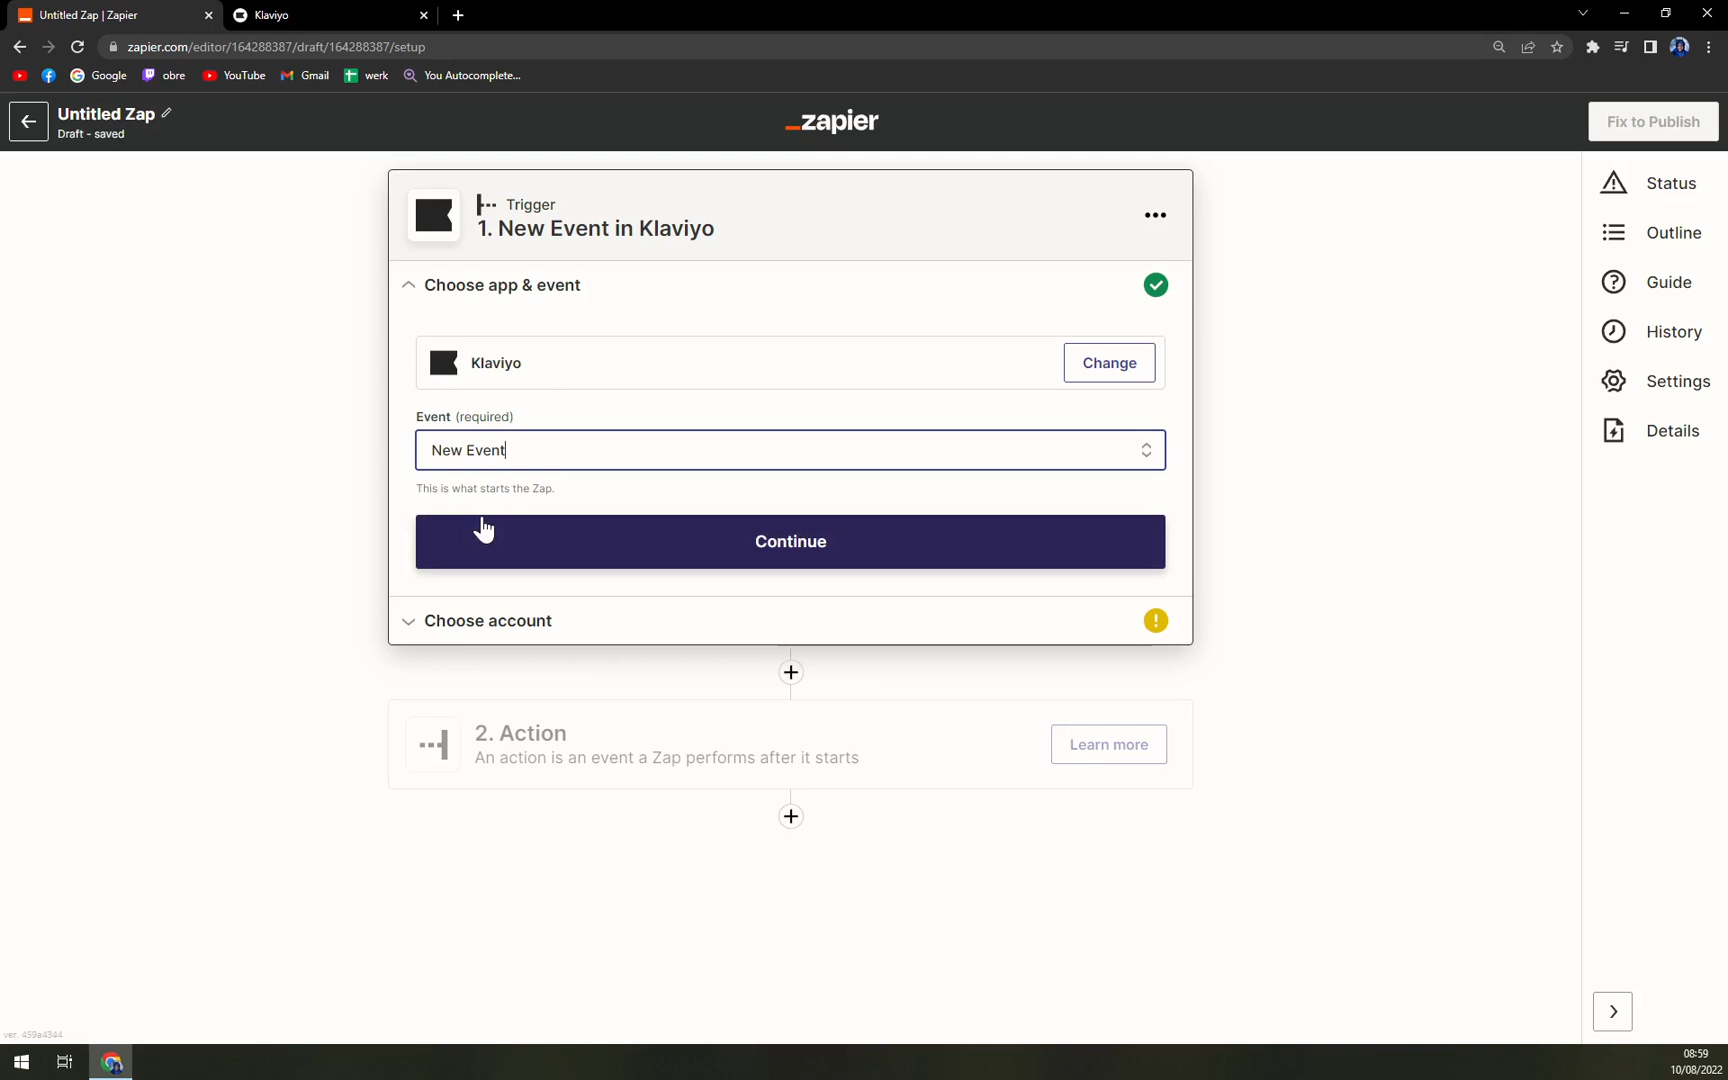 Untitled Zap | Zapier
Klaviyo
zapier.com/editor/164288387/draft/164288387/setup
Google
obre
YouTube
Gmail
werk
You Autocomplete...
Untitled Zap
Draft - saved
_zapier
Fix to Publish
Trigger
1. New Event in Klaviyo
Choose app & event
Klaviyo
Change
Event (required)
New Event
This is what starts the Zap.
Continue
Choose account
2. Action
An action is an event a Zap performs after it starts
Learn more
Status
Outline
Guide
History
Settings
Details
ver. 459a4344
08:59
10/08/2022